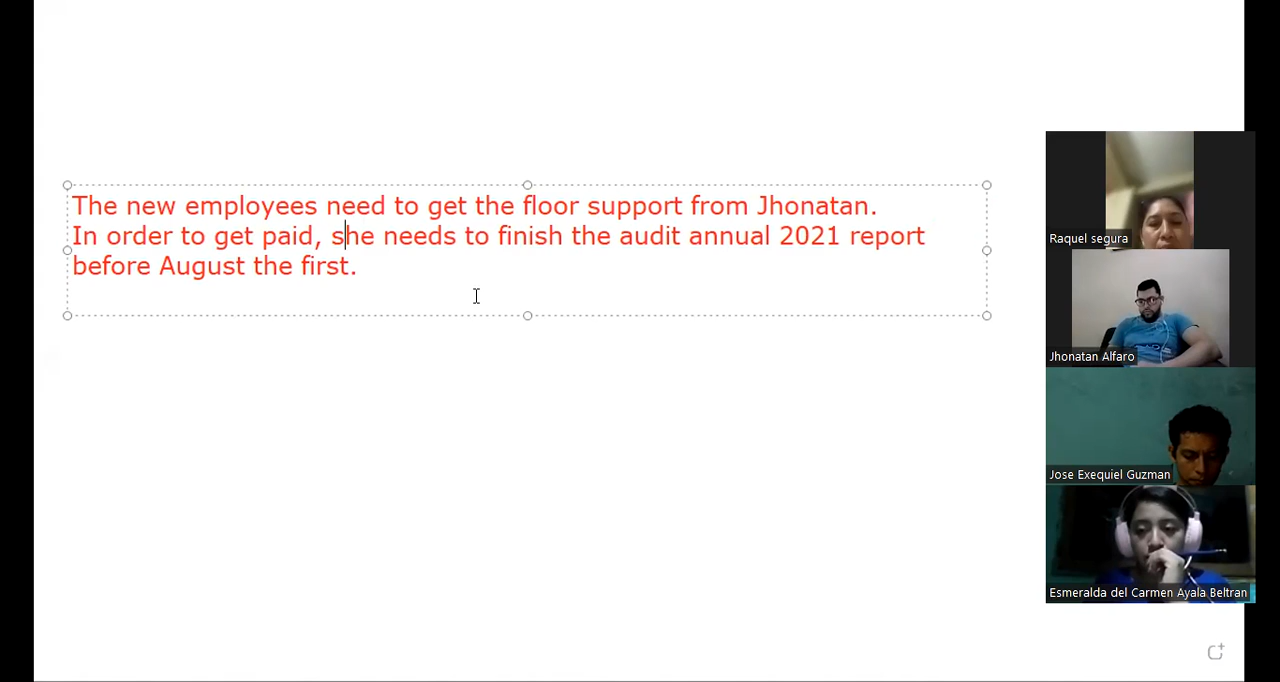 The new employees need to get the floor support from Jhonatan.
In order to get paid, she needs to finish the audit annual 2021 report
before August the first.
Raquel segura
Jhonatan Alfaro
Jose Exequiel Guzman
Esmeralda del Carmen Ayala Beltran